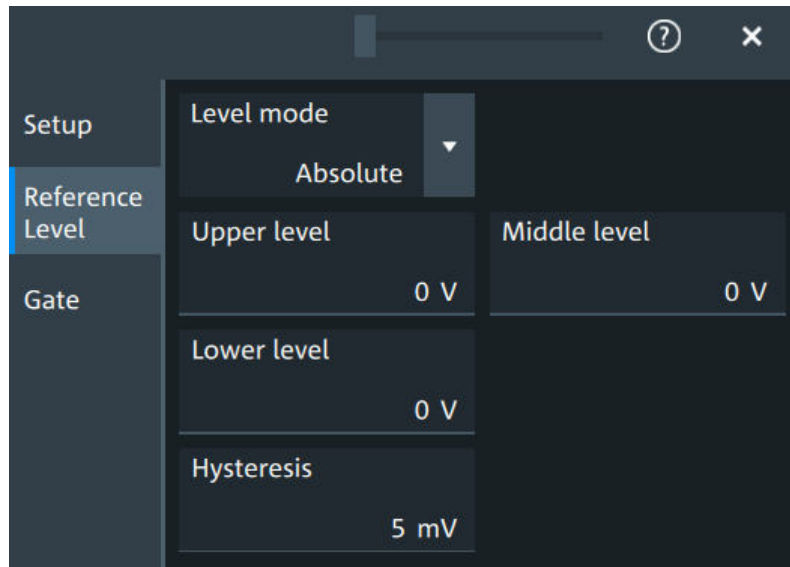 ?
Setup
Reference
Level
Gate
Level mode
Absolute
Upper level
0 V
Middle level
0 V
Lower level
0 V
Hysteresis
5 mV